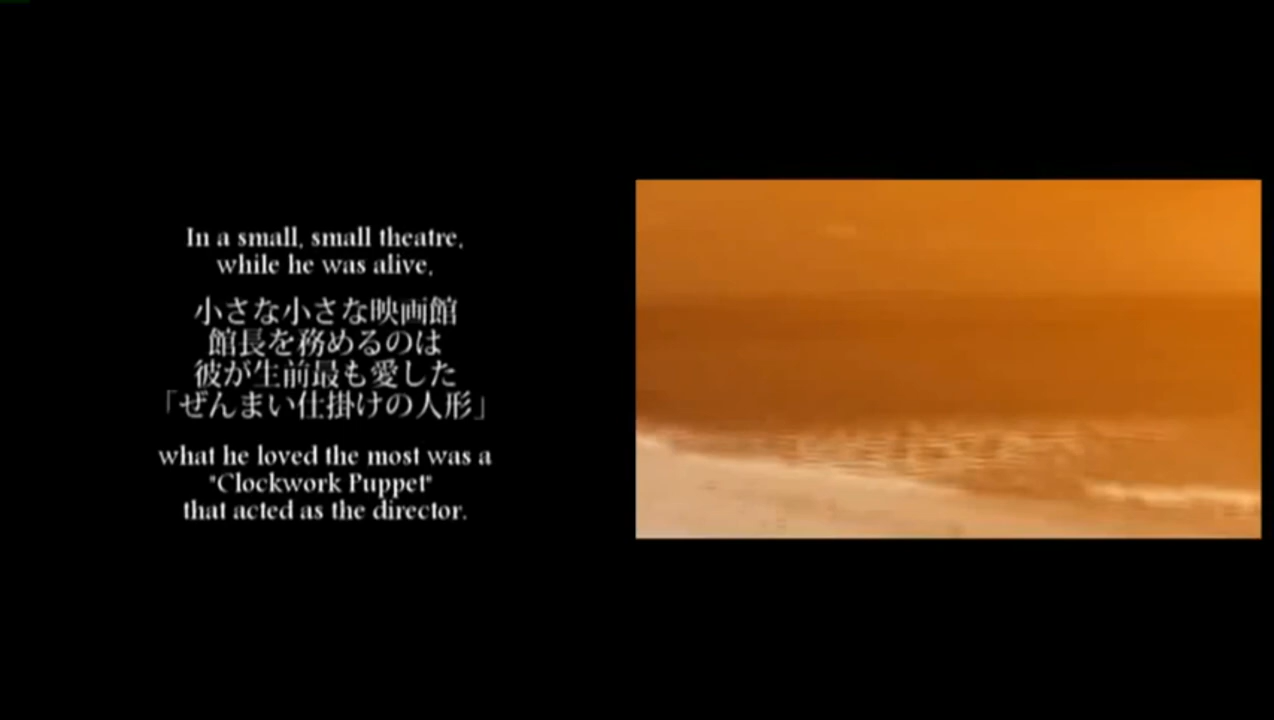 In a small, small theatre,
while he was alive,
小さな小さな映画館
館長を務めるのは
彼が生前最も愛した
「ぜんまい仕掛けの人形」
what he loved the most was a
"Clockwork Puppet"
that acted as the director.